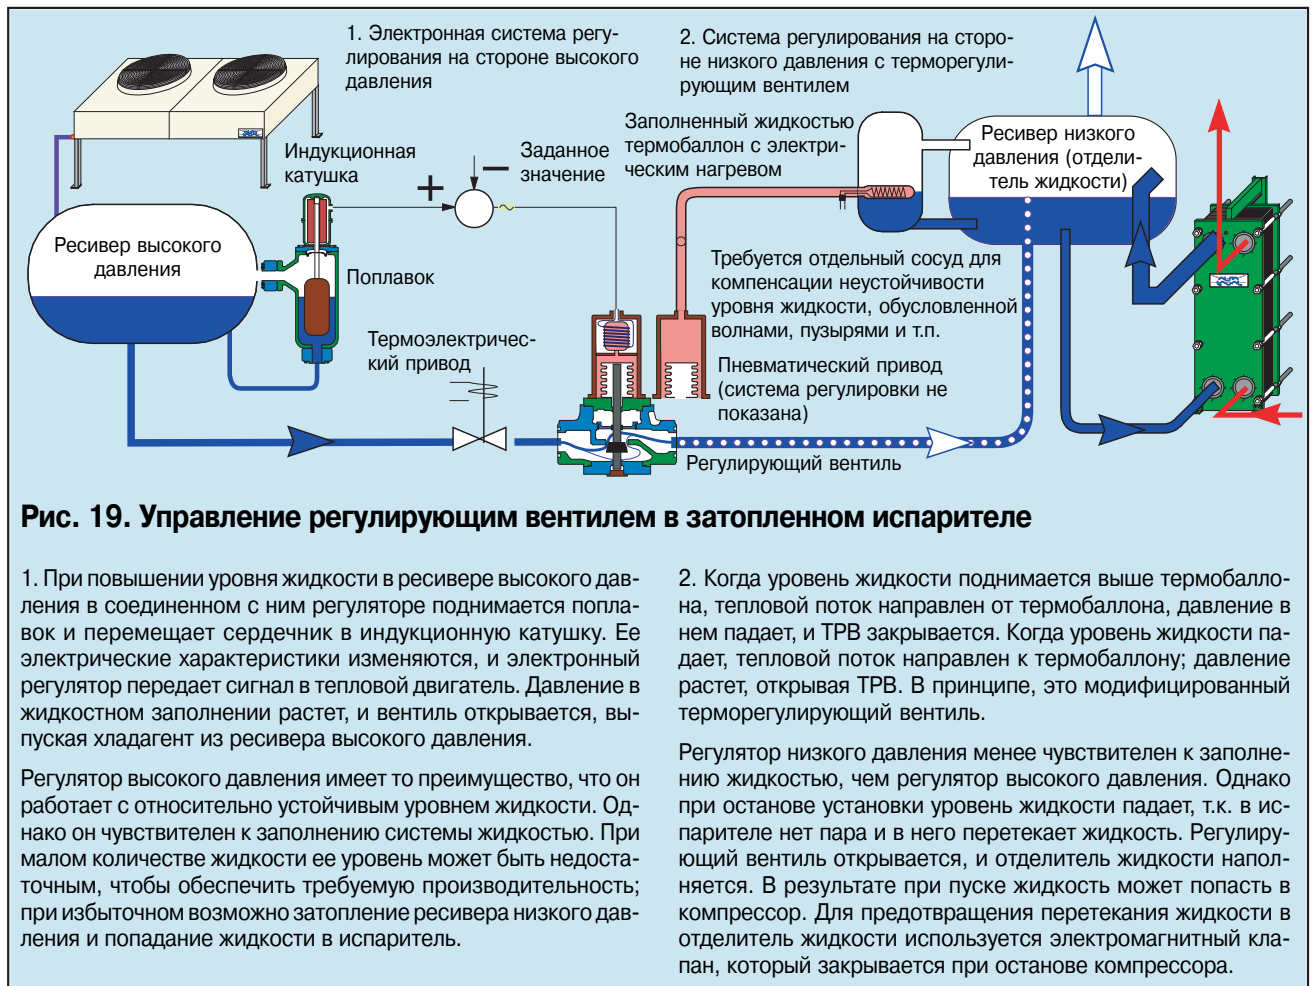 1. Электронная система регу-
лирования на стороне высокого
давления
2. Система регулирования на сторо-
не низкого давления с терморегули-
рующим вентилем
Индукционная
катушка
Заданное
значение
Заполненный жидкостью
термобаллон с электри-
ческим нагревом
Ресивер низкого
давления (отдели-
тель жидкости)
+
−
~
Ресивер высокого
давления
Поплавок
Термоэлектричес-
кий привод
Требуется отдельный сосуд для
компенсации неустойчивости
уровня жидкости, обусловленной
волнами, пузырями и т.п.
Пневматический привод
(система регулировки не
показана)
Регулирующий вентиль
Рис. 19. Управление регулирующим вентилем в затопленном испарителе
1. При повышении уровня жидкости в ресивере высокого дав-
ления в соединенном с ним регуляторе поднимается попла-
вок и перемещает сердечник в индукционную катушку. Ее
электрические характеристики изменяются, и электронный
регулятор передает сигнал в тепловой двигатель. Давление в
жидкостном заполнении растет, и вентиль открывается, вы-
пуская хладагент из ресивера высокого давления.
Регулятор высокого давления имеет то преимущество, что он
работает с относительно устойчивым уровнем жидкости. Од-
нако он чувствителен к заполнению системы жидкостью. При
малом количестве жидкости ее уровень может быть недоста-
точным, чтобы обеспечить требуемую производительность;
при избыточном возможно затопление ресивера низкого дав-
ления и попадание жидкости в испаритель.
2. Когда уровень жидкости поднимается выше термобалло-
на, тепловой поток направлен от термобаллона, давление в
нем падает, и ТРВ закрывается. Когда уровень жидкости па-
дает, тепловой поток направлен к термобаллону; давление
растет, открывая ТРВ. В принципе, это модифицированный
терморегулирующий вентиль.
Регулятор низкого давления менее чувствителен к заполне-
нию жидкостью, чем регулятор высокого давления. Однако
при останове установки уровень жидкости падает, т.к. в ис-
парителе нет пара и в него перетекает жидкость. Регулиру-
ющий вентиль открывается, и отделитель жидкости напол-
няется. В результате при пуске жидкость может попасть в
компрессор. Для предотвращения перетекания жидкости в
отделитель жидкости используется электромагнитный кла-
пан, который закрывается при останове компрессора.